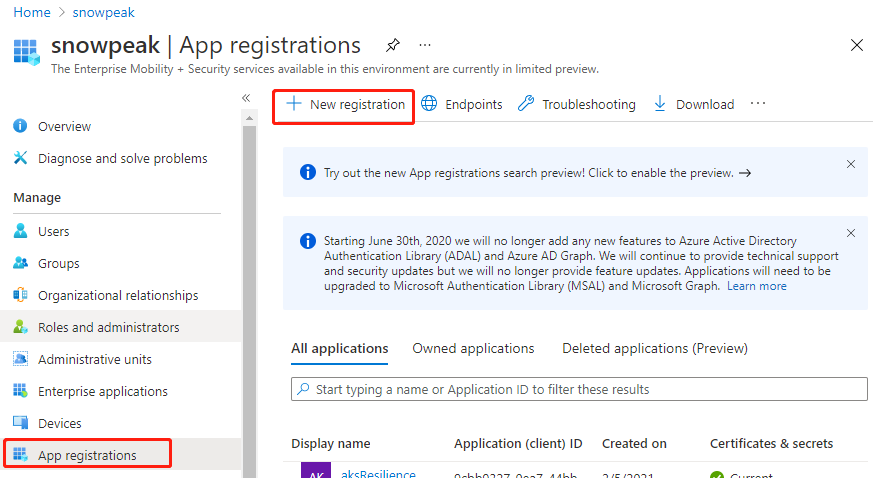 Home > snowpeak
snowpeak | App registrations
The Enterprise Mobility + Security services available in this environment are currently in limited preview.
Overview
Diagnose and solve problems
Manage
Users
Groups
Organizational relationships
Roles and administrators
Administrative units
Enterprise applications
Devices
App registrations
New registration
Endpoints
Troubleshooting
Download
Try out the new App registrations search preview! Click to enable the preview. →
Starting June 30th, 2020 we will no longer add any new features to Azure Active Directory
Authentication Library (ADAL) and Azure AD Graph. We will continue to provide technical support
and security updates but we will no longer provide feature updates. Applications will need to be
upgraded to Microsoft Authentication Library (MSAL) and Microsoft Graph. Learn more
All applications Owned applications Deleted applications (Preview)
Start typing a name or Application ID to filter these results
Display name Application (client) ID Created on Certificates & secrets
AK aksResilience 2/5/2021 Current